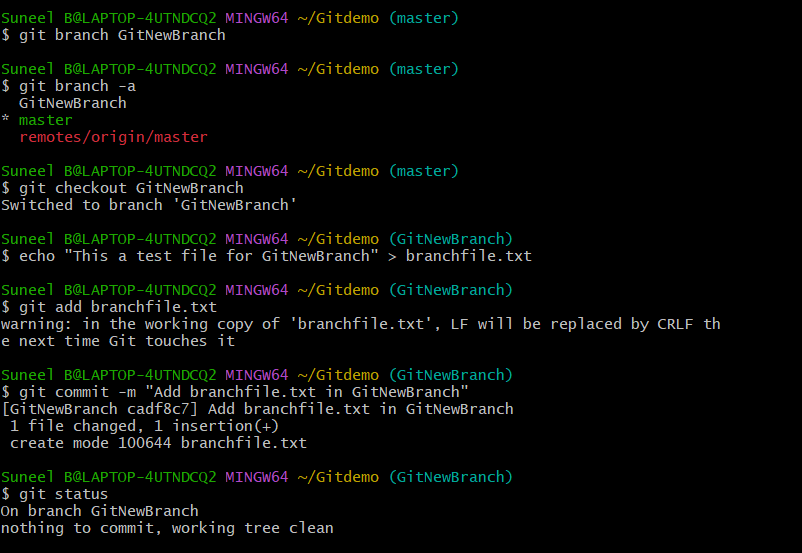 Suneel B@LAPTOP-4UTNDCQ2 MINGW64 ~/Gitdemo (master)
$ git branch GitNewBranch
Suneel B@LAPTOP-4UTNDCQ2 MINGW64 ~/Gitdemo (master)
$ git branch -a
  GitNewBranch
* master
  remotes/origin/master
Suneel B@LAPTOP-4UTNDCQ2 MINGW64 ~/Gitdemo (master)
$ git checkout GitNewBranch
Switched to branch 'GitNewBranch'
Suneel B@LAPTOP-4UTNDCQ2 MINGW64 ~/Gitdemo (GitNewBranch)
$ echo "This a test file for GitNewBranch" > branchfile.txt
Suneel B@LAPTOP-4UTNDCQ2 MINGW64 ~/Gitdemo (GitNewBranch)
$ git add branchfile.txt
warning: in the working copy of 'branchfile.txt', LF will be replaced by CRLF th
e next time Git touches it
Suneel B@LAPTOP-4UTNDCQ2 MINGW64 ~/Gitdemo (GitNewBranch)
$ git commit -m "Add branchfile.txt in GitNewBranch"
[GitNewBranch cadf8c7] Add branchfile.txt in GitNewBranch
 1 file changed, 1 insertion(+)
 create mode 100644 branchfile.txt
Suneel B@LAPTOP-4UTNDCQ2 MINGW64 ~/Gitdemo (GitNewBranch)
$ git status
On branch GitNewBranch
nothing to commit, working tree clean